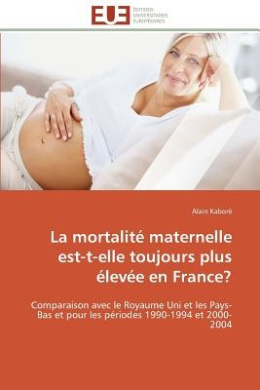 EUE
ÉDITIONS
UNIVERSITAIRES
EUROPÉENNES
Alain Kaboré
La mortalité maternelle
est-t-elle toujours plus
élevée en France?
Comparaison avec le Royaume Uni et les Pays-
Bas et pour les périodes 1990-1994 et 2000-
2004